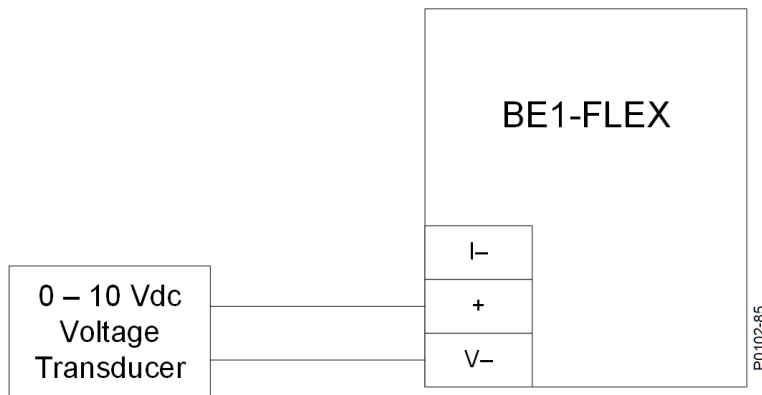 BE1-FLEX
I–
+
V–
0 – 10 Vdc
Voltage
Transducer
P0102-85